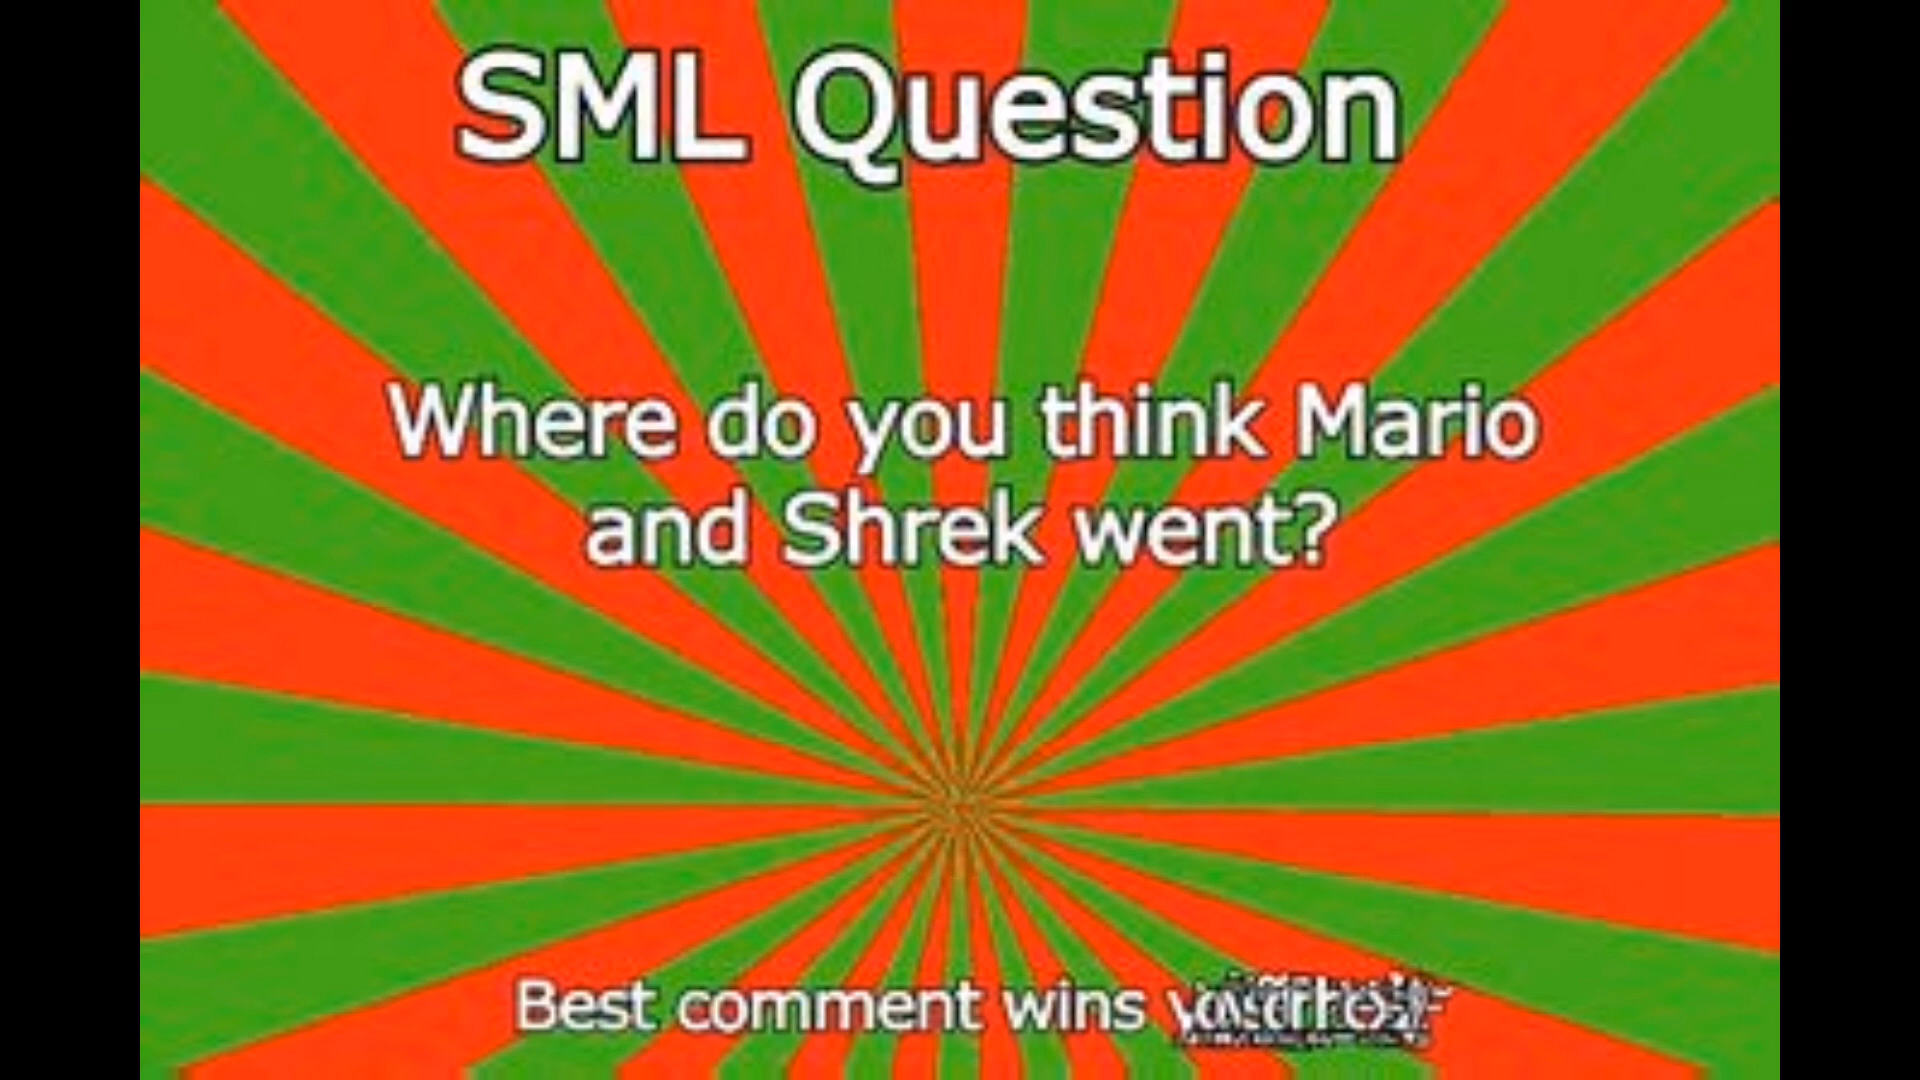 SML Question
Where do you think Mario
and Shrek went?
Best comment wins